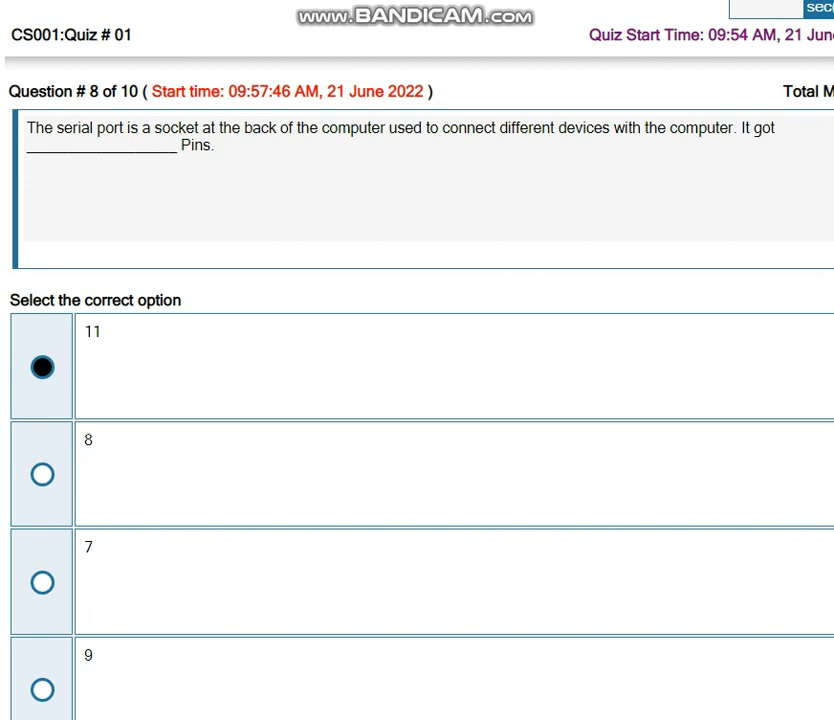 www.BANDICAM.com
CS001:Quiz # 01
Quiz Start Time: 09:54 AM, 21 Jun
Question # 8 of 10 ( Start time: 09:57:46 AM, 21 June 2022 )
Total M
The serial port is a socket at the back of the computer used to connect different devices with the computer. It got
__________________ Pins.
Select the correct option
11
8
7
9